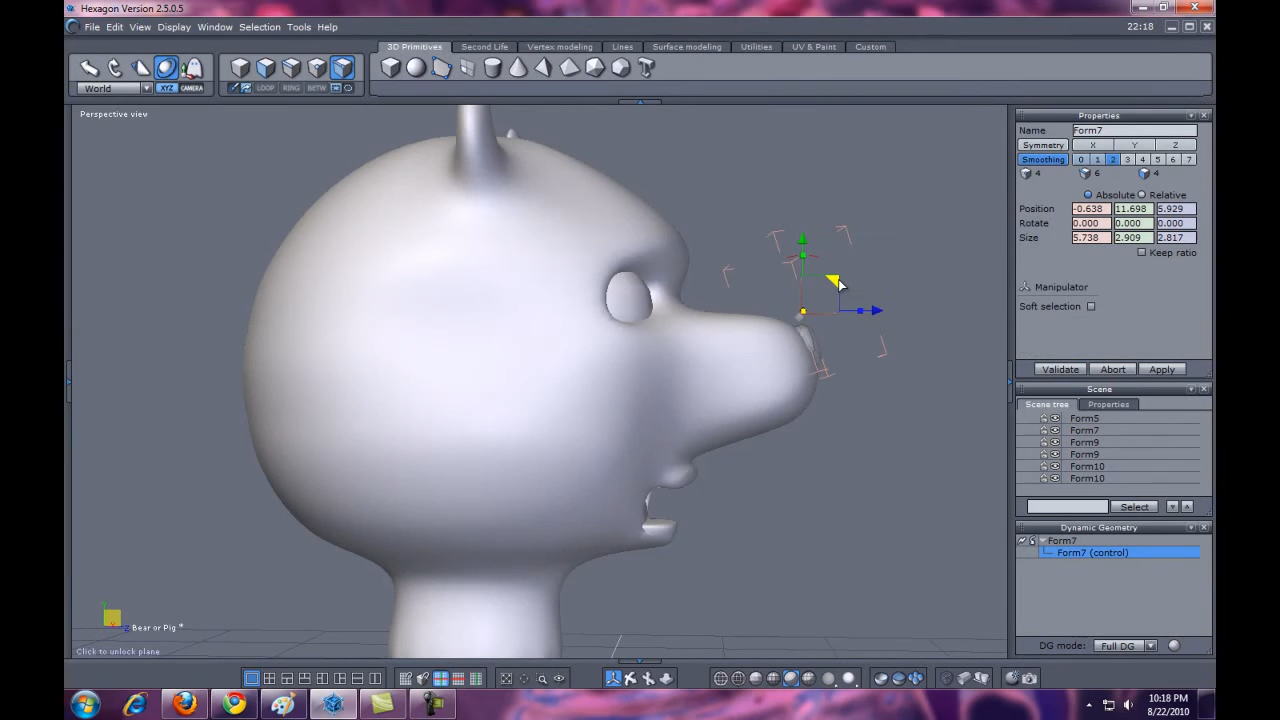 Hexagon Version 2.5.0.5
File Edit View Display Window Selection Tools Help
22:18
3D Primitives Second Life Vertex modeling Lines Surface modeling Utilities UV & Paint Custom
World XYZ CAMERA LOOP RING BETW
Perspective view
Properties
Name Form7
Symmetry X Y Z
Smoothing 0 1 2 3 4 5 6 7
4 6 4
Absolute Relative
Position -0.638 11.698 5.929
Rotate 0.000 0.000 0.000
Size 5.738 2.909 2.817
Keep ratio
Manipulator
Soft selection
Validate Abort Apply
Scene
Scene tree Properties
Form5
Form7
Form9
Form9
Form10
Form10
Select
Dynamic Geometry
Form7
Form7 (control)
DG mode: Full DG
Bear or Pig *
Click to unlock plane
10:18 PM
8/22/2010